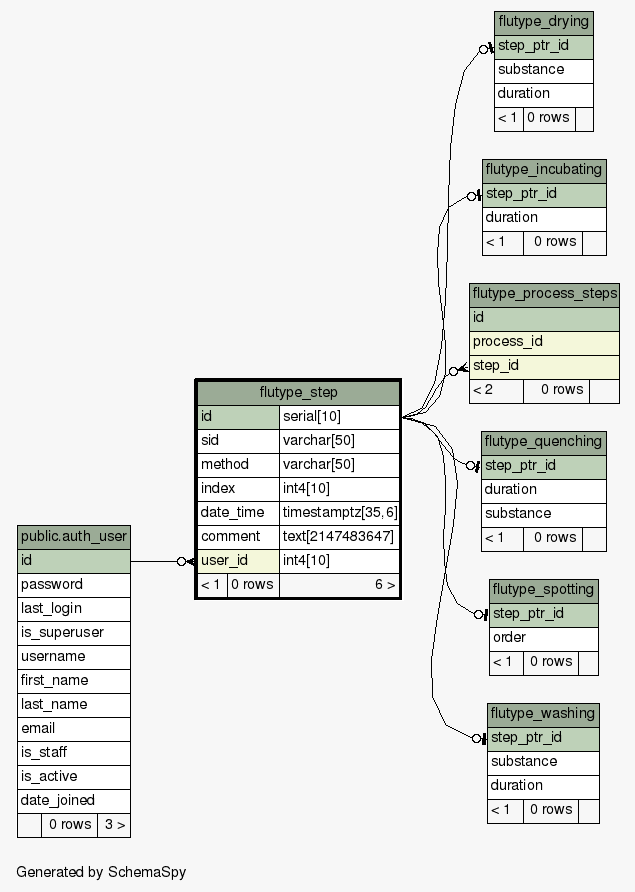 flutype_drying
step_ptr_id
substance
duration
< 1 0 rows
flutype_incubating
step_ptr_id
duration
< 1 0 rows
flutype_process_steps
id
process_id
step_id
< 2 0 rows
flutype_step
id serial[10]
sid varchar[50]
method varchar[50]
index int4[10]
date_time timestamptz[35,6]
comment text[2147483647]
user_id int4[10]
< 1 0 rows 6 >
flutype_quenching
step_ptr_id
duration
substance
< 1 0 rows
public.auth_user
id
password
last_login
is_superuser
username
first_name
last_name
email
is_staff
is_active
date_joined
0 rows 3 >
flutype_spotting
step_ptr_id
order
< 1 0 rows
flutype_washing
step_ptr_id
substance
duration
< 1 0 rows
Generated by SchemaSpy